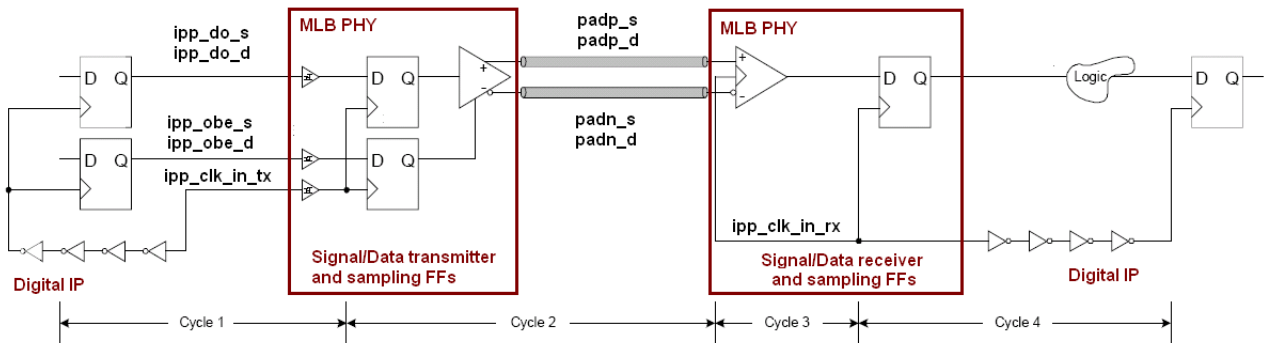 ipp_do_s
ipp_do_d
MLB PHY
padp_s
padp_d
MLB PHY
D Q
D Q
+
-
+
-
D Q
Logic
D Q
ipp_obe_s
ipp_obe_d
padn_s
padn_d
D Q
D Q
ipp_clk_in_tx
ipp_clk_in_rx
Signal/Data transmitter
and sampling FFs
Signal/Data receiver
and sampling FFs
Digital IP
Digital IP
Cycle 1
Cycle 2
Cycle 3
Cycle 4